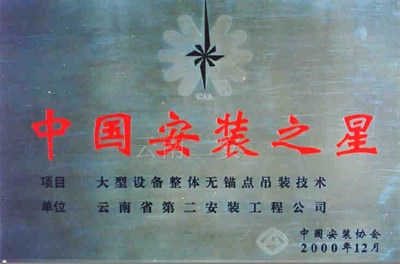 CIA
中国安装之星
项目 大型设备整体无锚点吊装技术
单位 云南省第二安装工程公司
中国安装协会
2000年12月